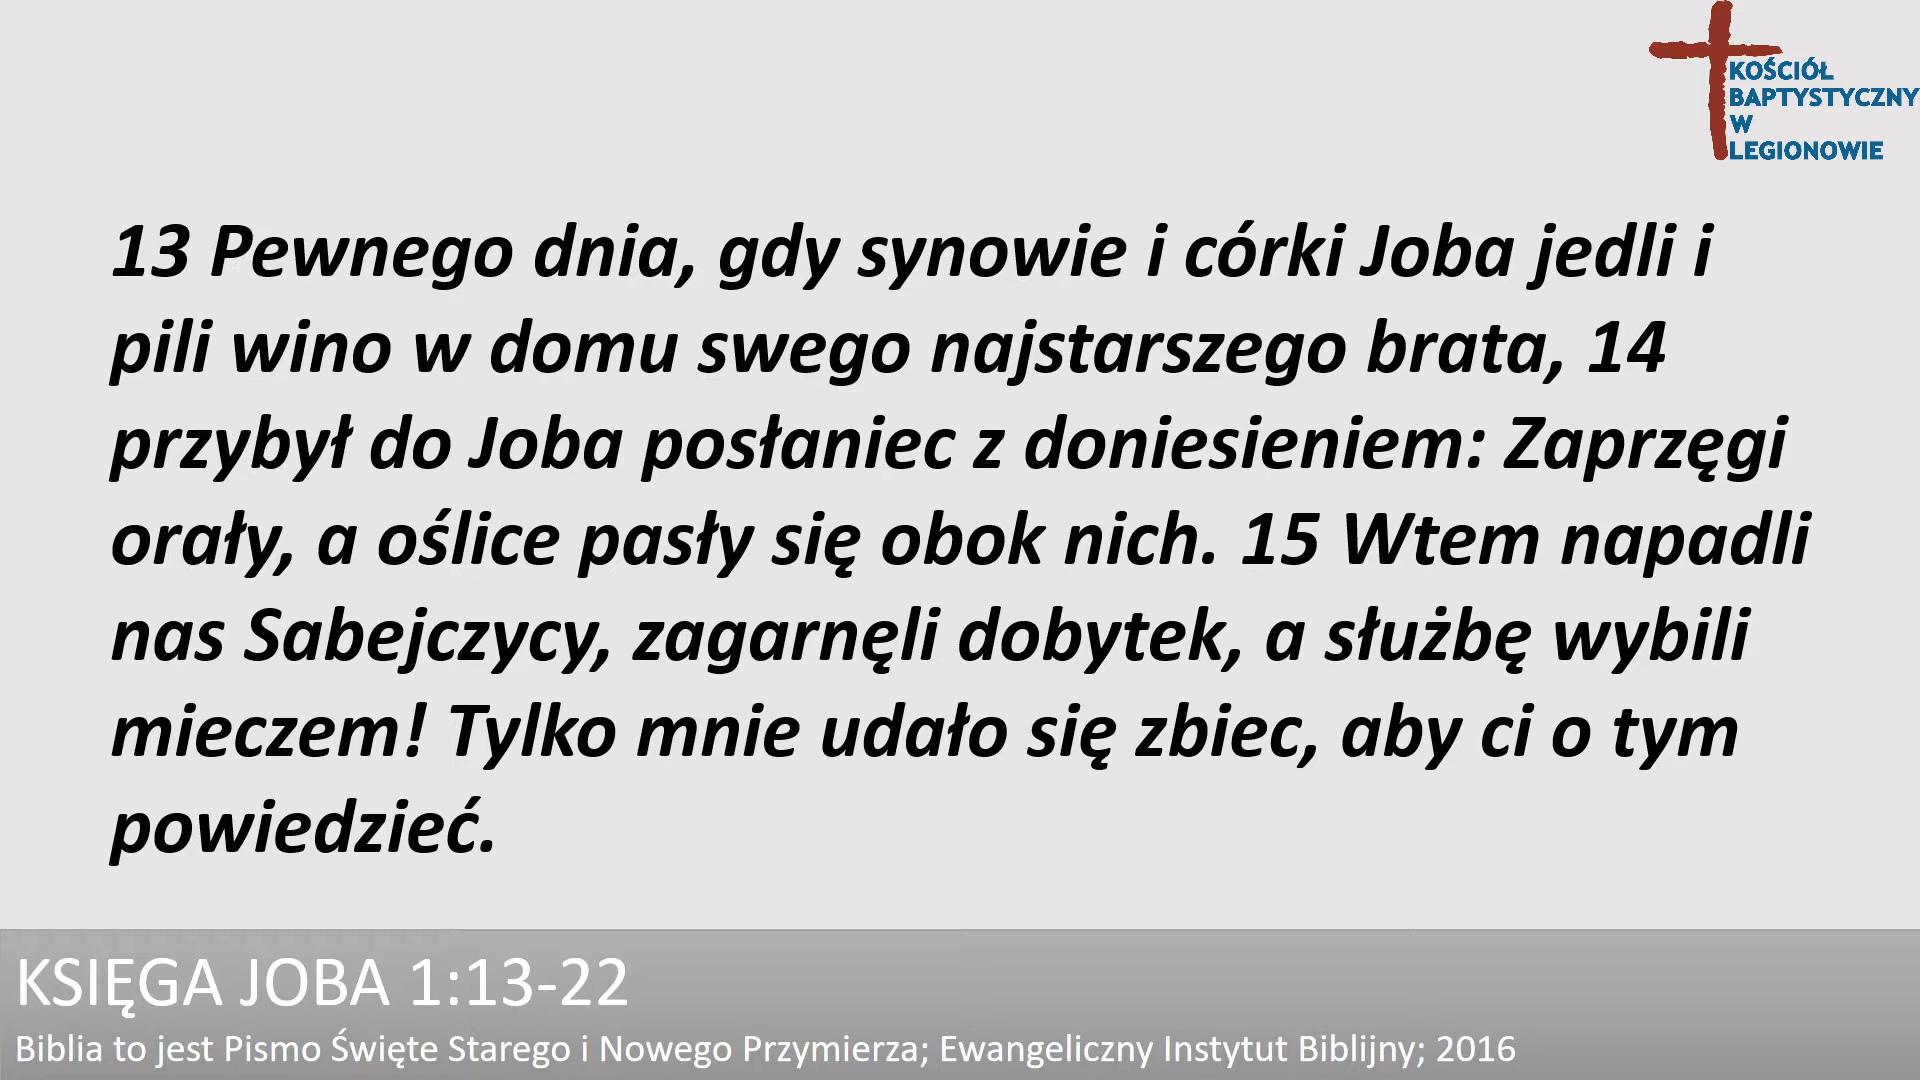 KOŚCIÓŁ
BAPTYSTYCZNY
W
LEGIONOWIE
13 Pewnego dnia, gdy synowie i córki Joba jedli i
pili wino w domu swego najstarszego brata, 14
przybył do Joba posłaniec z doniesieniem: Zaprzęgi
orały, a oślice pasły się obok nich. 15 Wtem napadli
nas Sabejczycy, zagarnęli dobytek, a służbę wybili
mieczem! Tylko mnie udało się zbiec, aby ci o tym
powiedzieć.
KSIĘGA JOBA 1:13-22
Biblia to jest Pismo Święte Starego i Nowego Przymierza; Ewangeliczny Instytut Biblijny; 2016